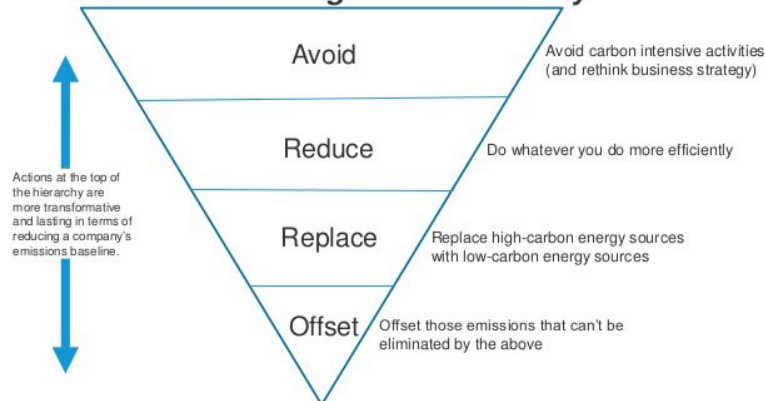 Avoid
Avoid carbon intensive activities
(and rethink business strategy)
Reduce
Do whatever you do more efficiently
Actions at the top of
the hierarchy are
more transformative
and lasting in terms of
reducing a company's
emissions baseline.
Replace
Replace high-carbon energy sources
with low-carbon energy sources
Offset
Offset those emissions that can't be
eliminated by the above